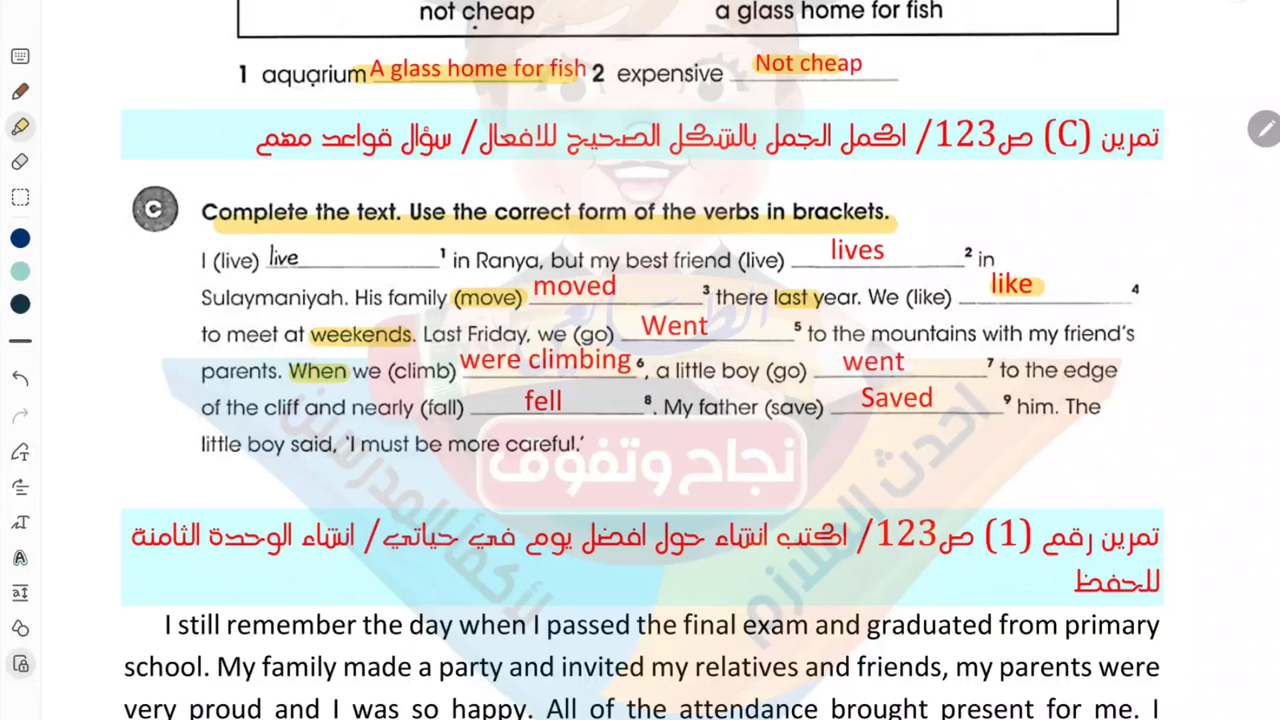 not cheap a glass home for fish
1 aquarium A glass home for fish 2 expensive Not cheap
تمرين (C) ص123/ اكمل الجمل بالشكل الصحيح للافعال/ سؤال قواعد مهم
C Complete the text. Use the correct form of the verbs in brackets.
I (live) live 1 in Ranya, but my best friend (live) lives 2 in
Sulaymaniyah. His family (move) moved 3 there last year. We (like) like 4
to meet at weekends. Last Friday, we (go) Went 5 to the mountains with my friend's
parents. When we (climb) were climbing 6, a little boy (go) went 7 to the edge
of the cliff and nearly (fall) fell 8. My father (save) Saved 9 him. The
little boy said, 'I must be more careful.'
نجاح وتفوق
احدث الملازم
لأكفأ المدرسين
تمرين رقم (1) ص123/ اكتب انشاء حول افضل يوم في حياتي/ انشاء الوحدة الثامنة
للحفظ
I still remember the day when I passed the final exam and graduated from primary
school. My family made a party and invited my relatives and friends, my parents were
very proud and I was so happy. All of the attendance brought present for me. I